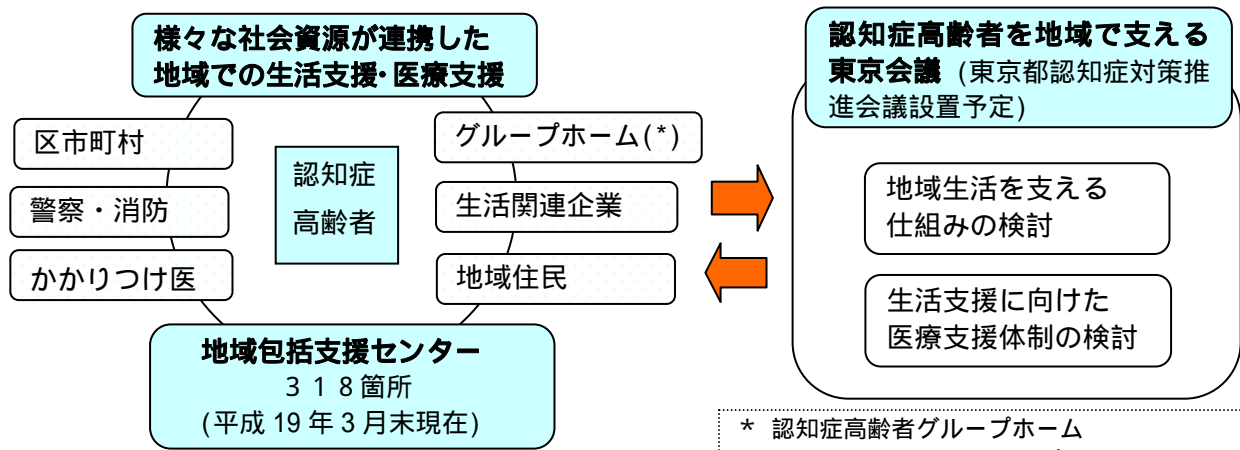 様々な社会資源が連携した
地域での生活支援・医療支援
区市町村
警察・消防
かかりつけ医
認知症
高齢者
グループホーム(*)
生活関連企業
地域住民
地域包括支援センター
３１８箇所
(平成19年3月末現在)
認知症高齢者を地域で支える
東京会議 (東京都認知症対策推
進会議設置予定)
地域生活を支える
仕組みの検討
生活支援に向けた
医療支援体制の検討
* 認知症高齢者グループホーム